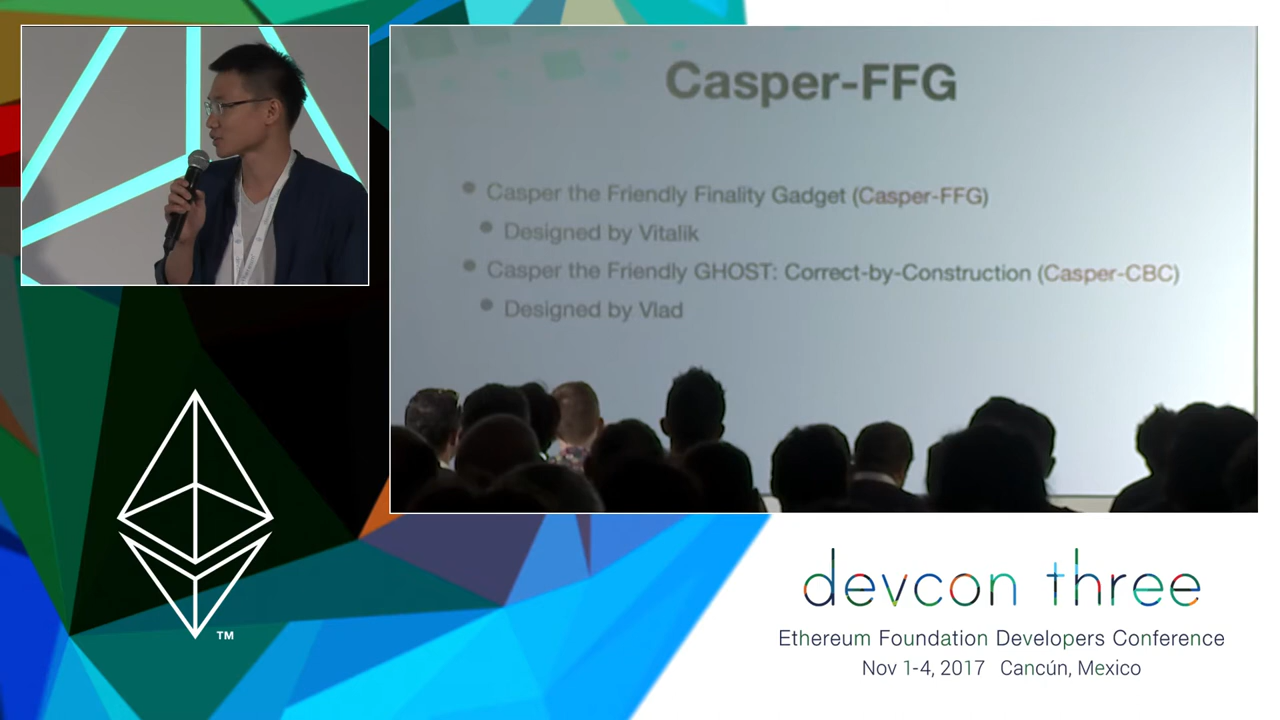 Casper-FFG
Casper the Friendly Finality Gadget (Casper-FFG)
Designed by Vitalik
Casper the Friendly GHOST: Correct-by-Construction (Casper-CBC)
Designed by Vlad
TM
devcon three
Ethereum Foundation Developers Conference
Nov 1-4, 2017 Cancún, Mexico